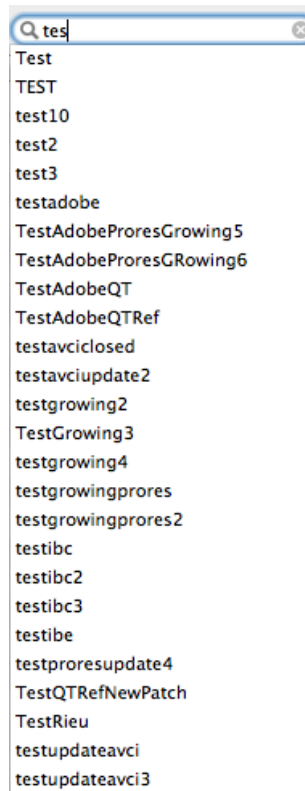 tes
Test
TEST
test10
test2
test3
testadobe
TestAdobeProresGrowing5
TestAdobeProresGRowing6
TestAdobeQT
TestAdobeQTRef
testavciclosed
testavciupdate2
testgrowing2
TestGrowing3
testgrowing4
testgrowingprores
testgrowingprores2
testibc
testibc2
testibc3
testibe
testproresupdate4
TestQTRefNewPatch
TestRieu
testupdateavci
testupdateavci3